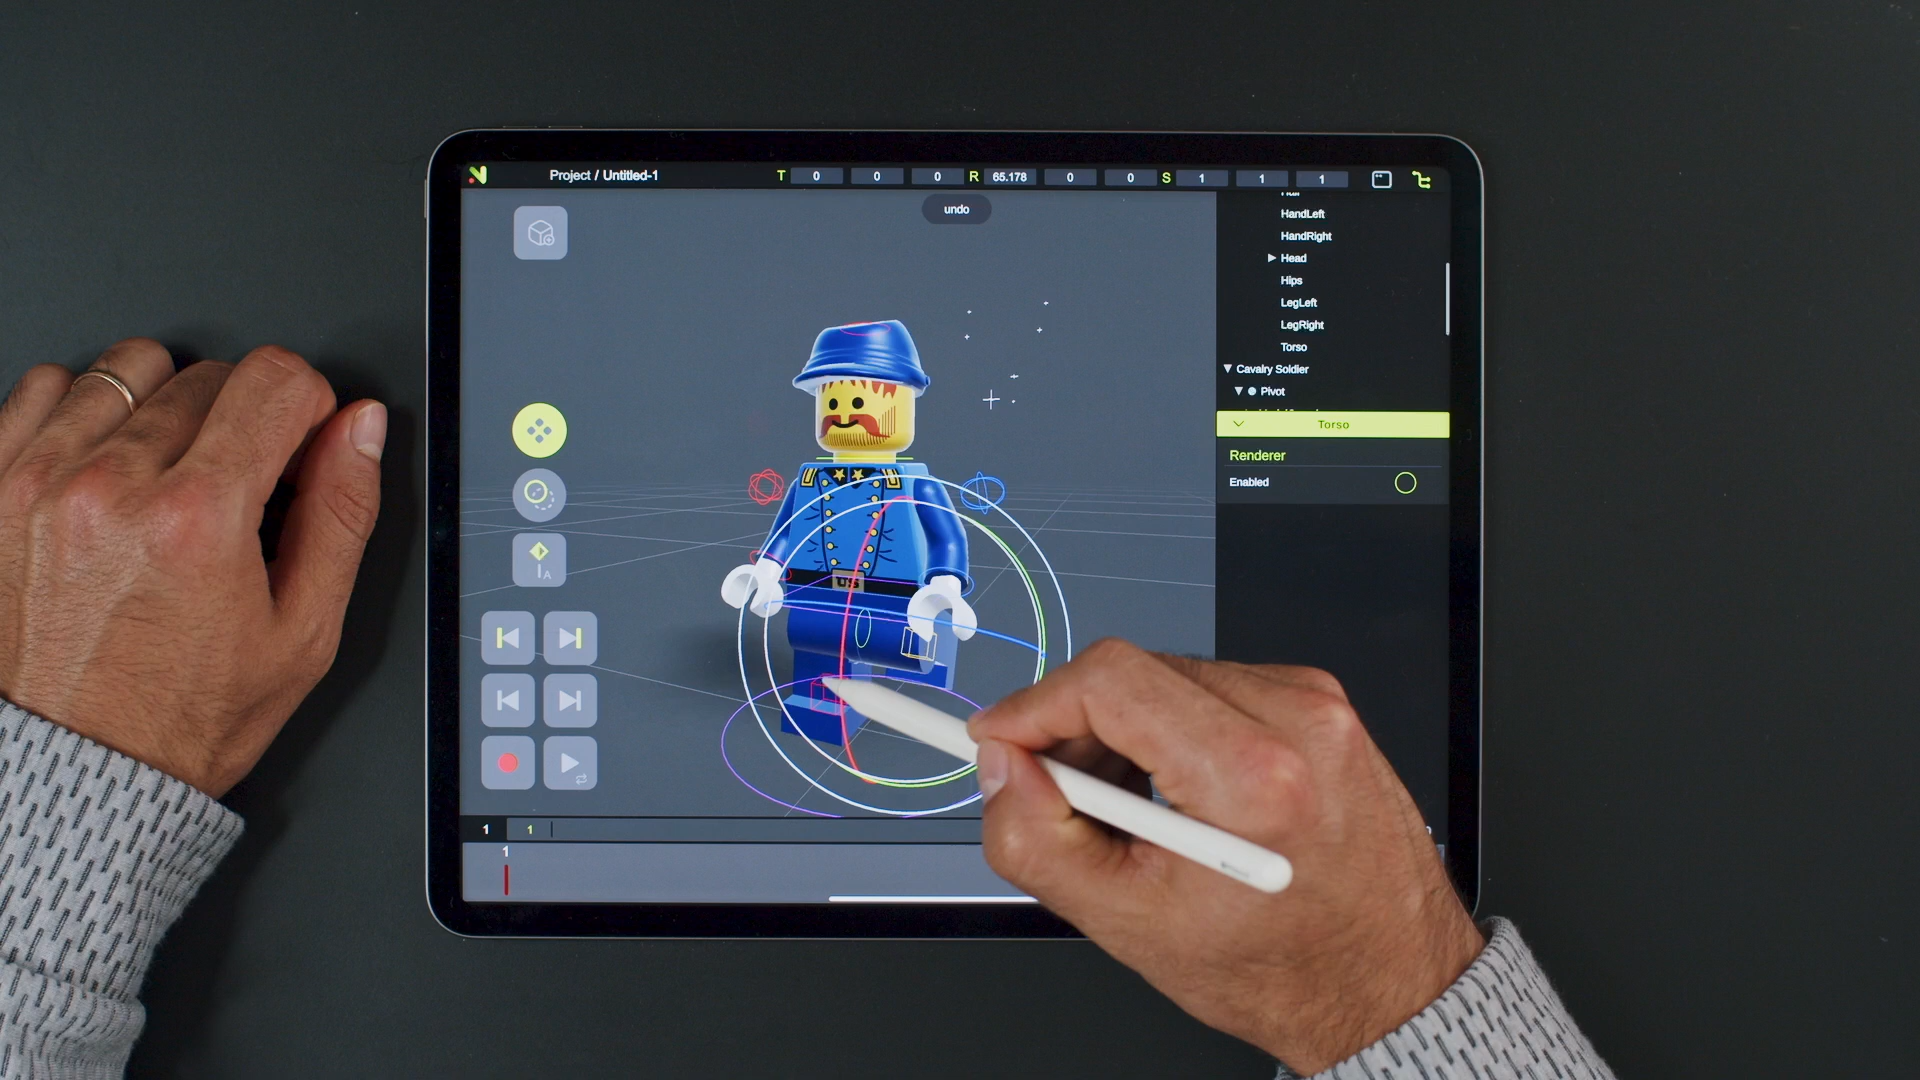 Project / Untitled-1
T 0 0 0 R 65.178 0 0 S 1 1 1
undo
HandLeft
HandRight
Head
Hips
LegLeft
LegRight
Torso
Cavalry Soldier
Pivot
Torso
Renderer
Enabled
US
A
1 1
1